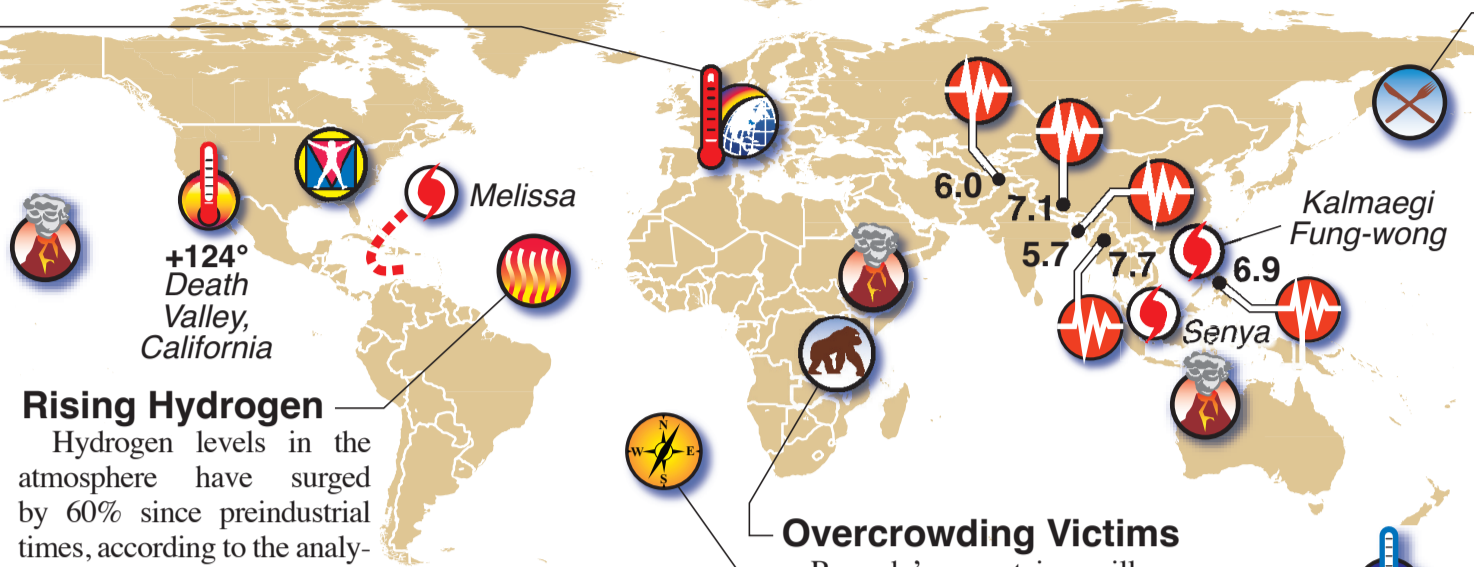 Melissa
+124°
Death
Valley,
California
6.0
7.1
5.7
7.7
6.9
Kalmaegi
Fung-wong
Senya
N
W
E
S
Rising Hydrogen
Hydrogen levels in the
atmosphere have surged
by 60% since preindustrial
times, according to the analy-
Overcrowding Victims